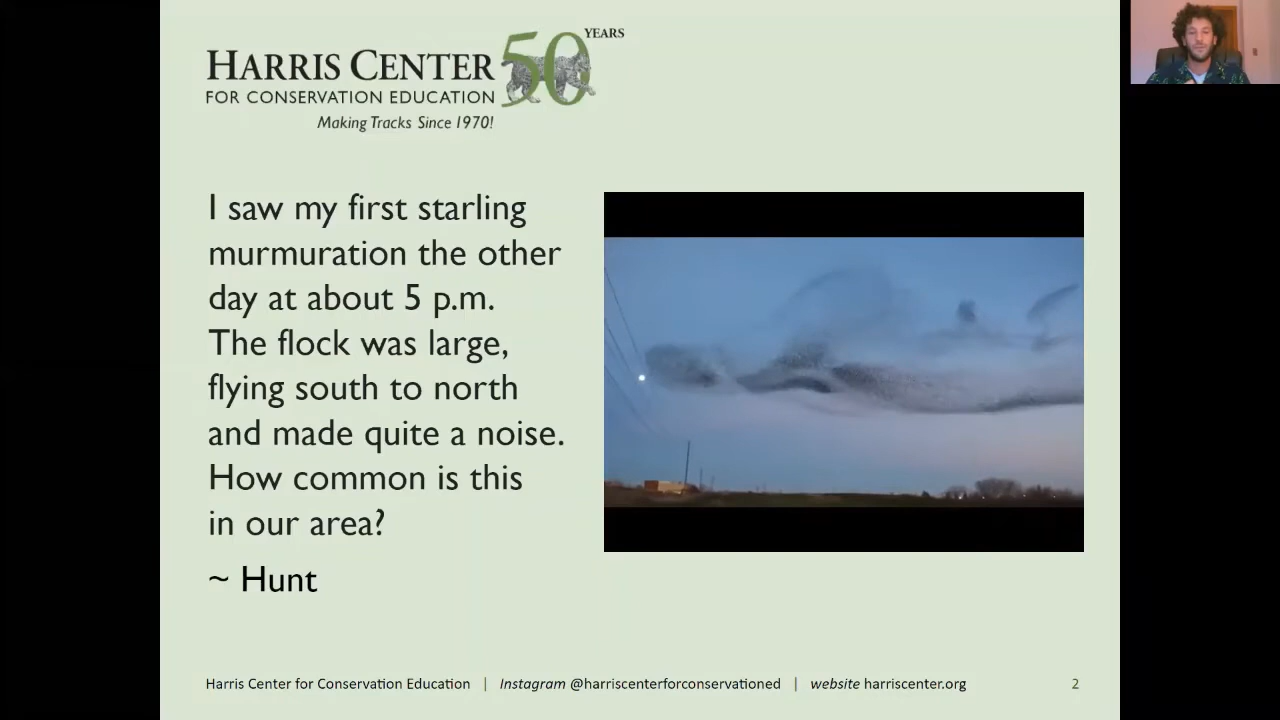 HARRIS CENTER 50 YEARS
FOR CONSERVATION EDUCATION
Making Tracks Since 1970!
I saw my first starling
murmuration the other
day at about 5 p.m.
The flock was large,
flying south to north
and made quite a noise.
How common is this
in our area?
~ Hunt
Harris Center for Conservation Education | Instagram @harriscenterforconservationed | website harriscenter.org 2